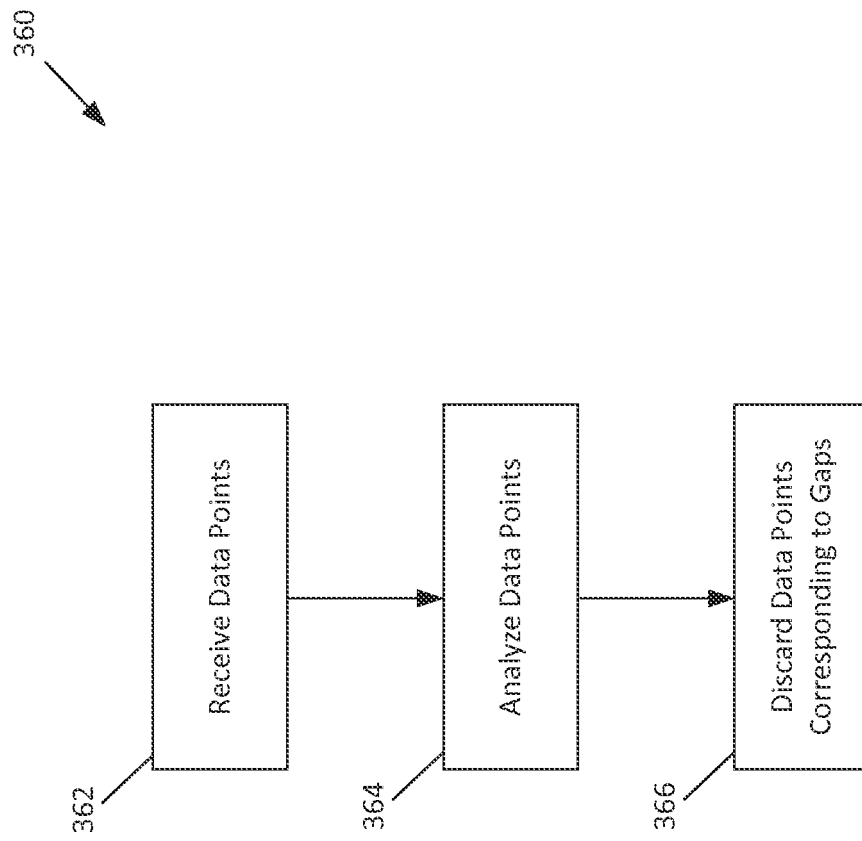 360
362
Receive Data Points
364
Analyze Data Points
366
Discard Data Points
Corresponding to Gaps